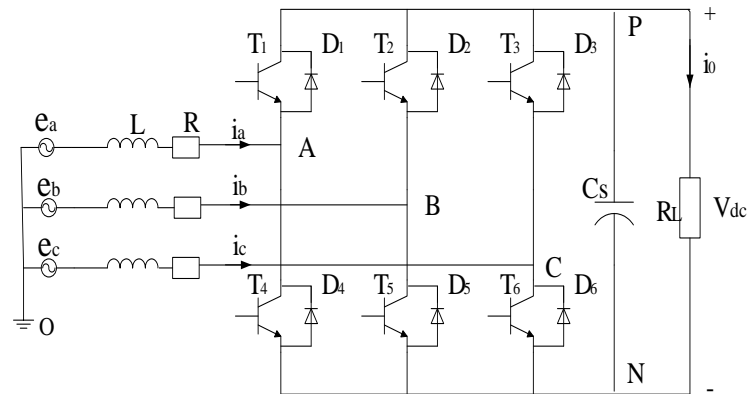 P
+
T1 D1 T2 D2 T3 D3
i0
ea L R ia
A
eb ib
B
Cs RL Vdc
ec ic
C
T4 D4 T5 D5 T6 D6
O
N
-